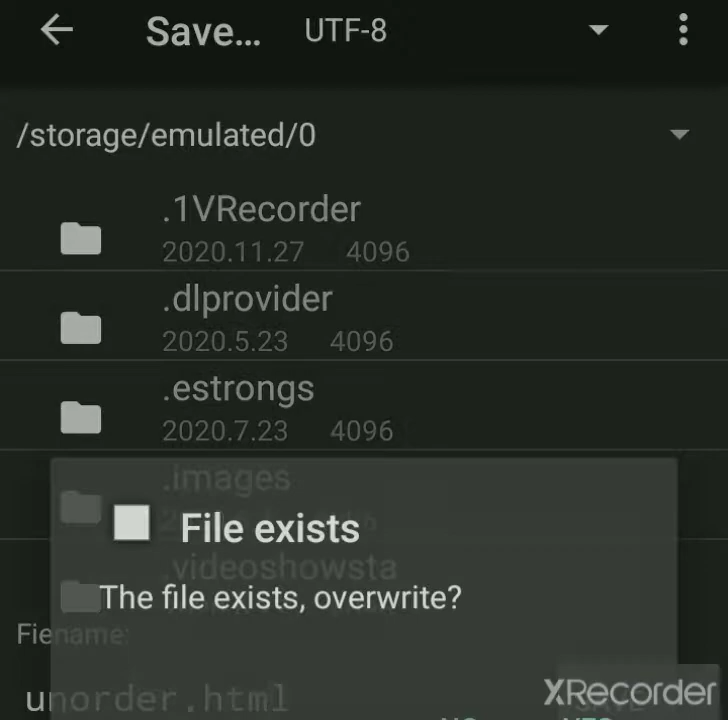 Save... UTF-8
/storage/emulated/0
.1VRecorder
2020.11.27 4096
.dlprovider
2020.5.23 4096
.estrongs
2020.7.23 4096
.images
File exists
.videoshowsta
The file exists, overwrite?
Fiename:
unorder.html
XRecorder